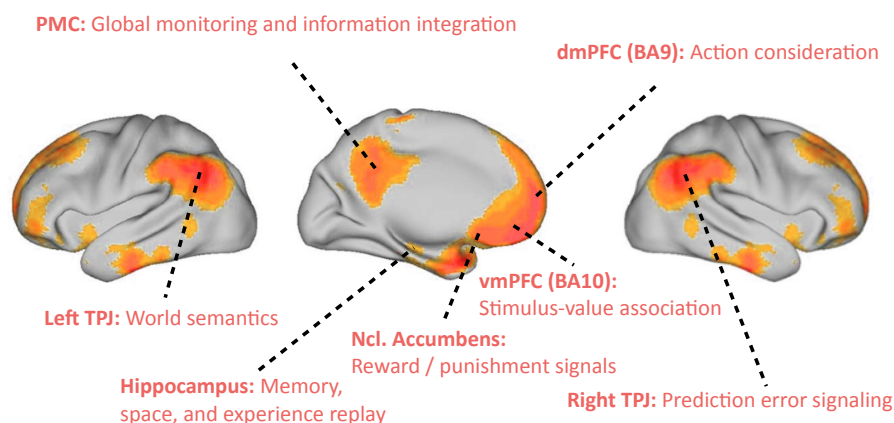 PMC: Global monitoring and information integration
dmPFC (BA9): Action consideration
vmPFC (BA10):
Stimulus-value association
Left TPJ: World semantics
Ncl. Accumbens:
Reward / punishment signals
Hippocampus: Memory,
space, and experience replay
Right TPJ: Prediction error signaling